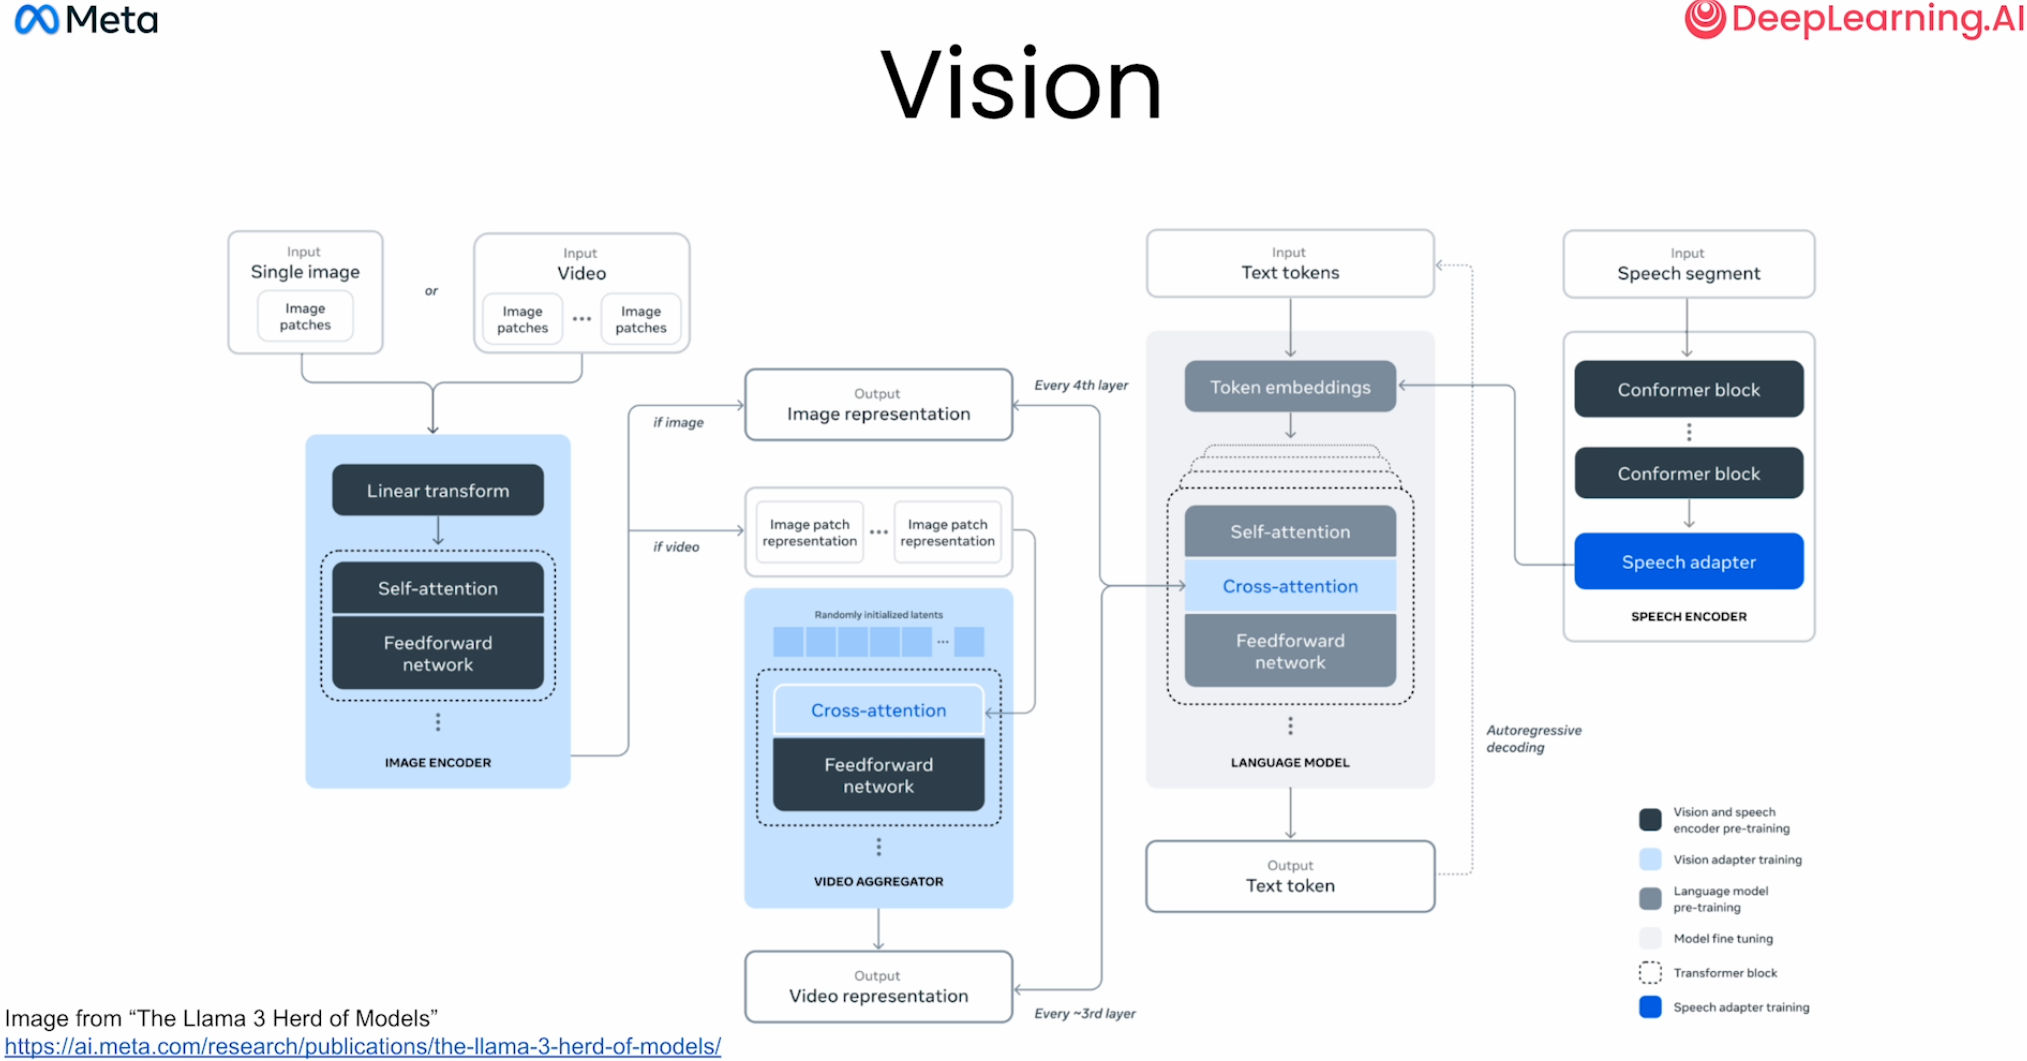 Meta
DeepLearning.AI
Vision
Input
Single image
Image
patches
or
Input
Video
Image
patches
...
Image
patches
Linear transform
Self-attention
Feedforward
network
IMAGE ENCODER
if image
if video
Output
Image representation
Image patch
representation
...
Image patch
representation
Randomly initialized latents
...
Cross-attention
Feedforward
network
VIDEO AGGREGATOR
Output
Video representation
Every 4th layer
Every ~3rd layer
Input
Text tokens
Token embeddings
Self-attention
Cross-attention
Feedforward
network
LANGUAGE MODEL
Output
Text token
Autoregressive
decoding
Input
Speech segment
Conformer block
Conformer block
Speech adapter
SPEECH ENCODER
Vision and speech
encoder pre-training
Vision adapter training
Language model
pre-training
Model fine tuning
Transformer block
Speech adapter training
Image from “The Llama 3 Herd of Models”
https://ai.meta.com/research/publications/the-llama-3-herd-of-models/